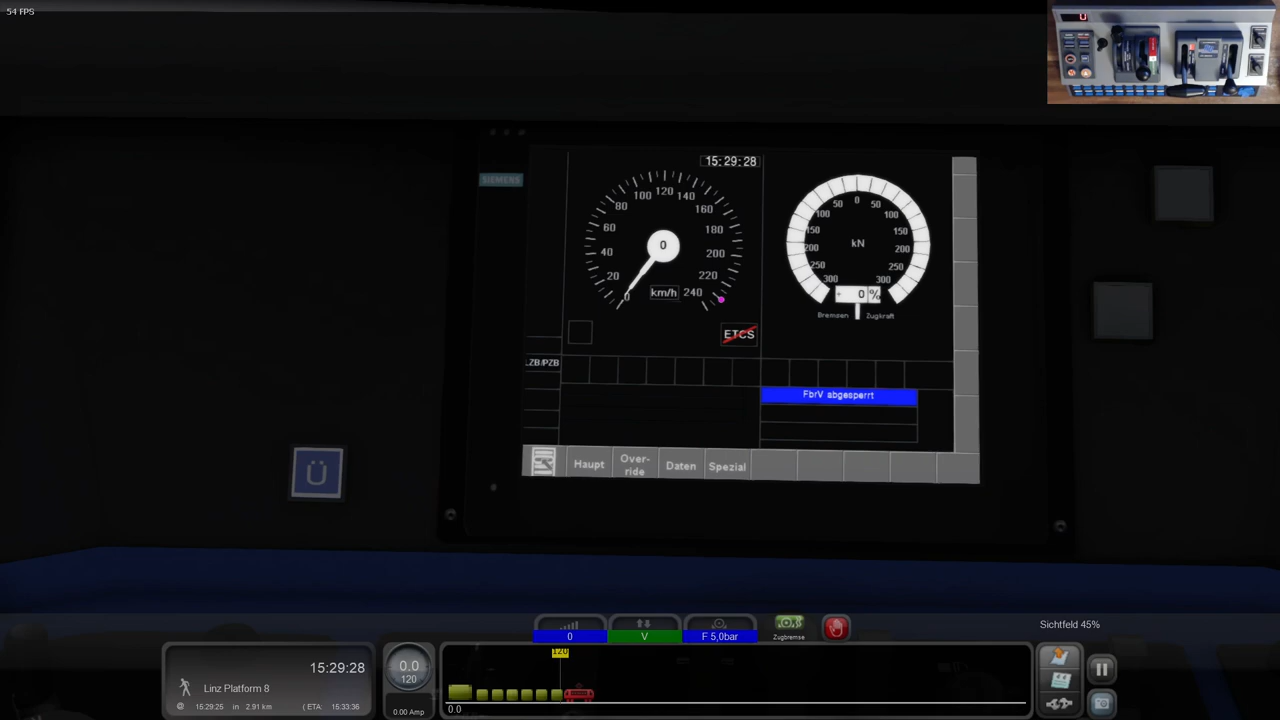 54 FPS
SIEMENS
15:29:28
0
20
40
60
80
100
120
140
160
180
200
220
240
0
km/h
ETCS
50
0
50
100
100
150
150
200
200
250
250
300
300
kN
- 0 %
Bremsen
Zugkraft
LZB/PZB
FbrV abgesperrt
Haupt
Over-
ride
Daten
Spezial
Ü
0
V
F 5,0bar
Zugbremse
Sichtfeld 45%
15:29:28
Linz Platform 8
@ 15:29:25 in 2.91 km ( ETA: 15:33:36
0.0
120
0.00 Amp
120
0.0